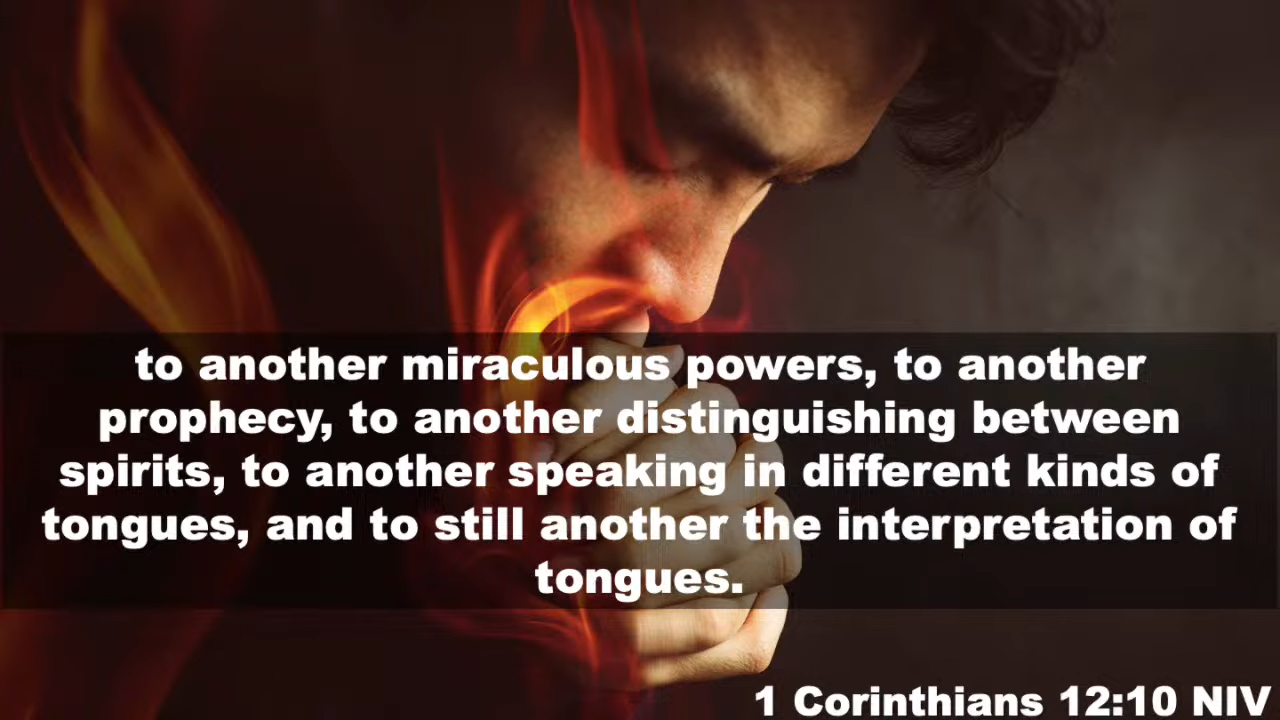 to another miraculous powers, to another
prophecy, to another distinguishing between
spirits, to another speaking in different kinds of
tongues, and to still another the interpretation of
tongues.
1 Corinthians 12:10 NIV